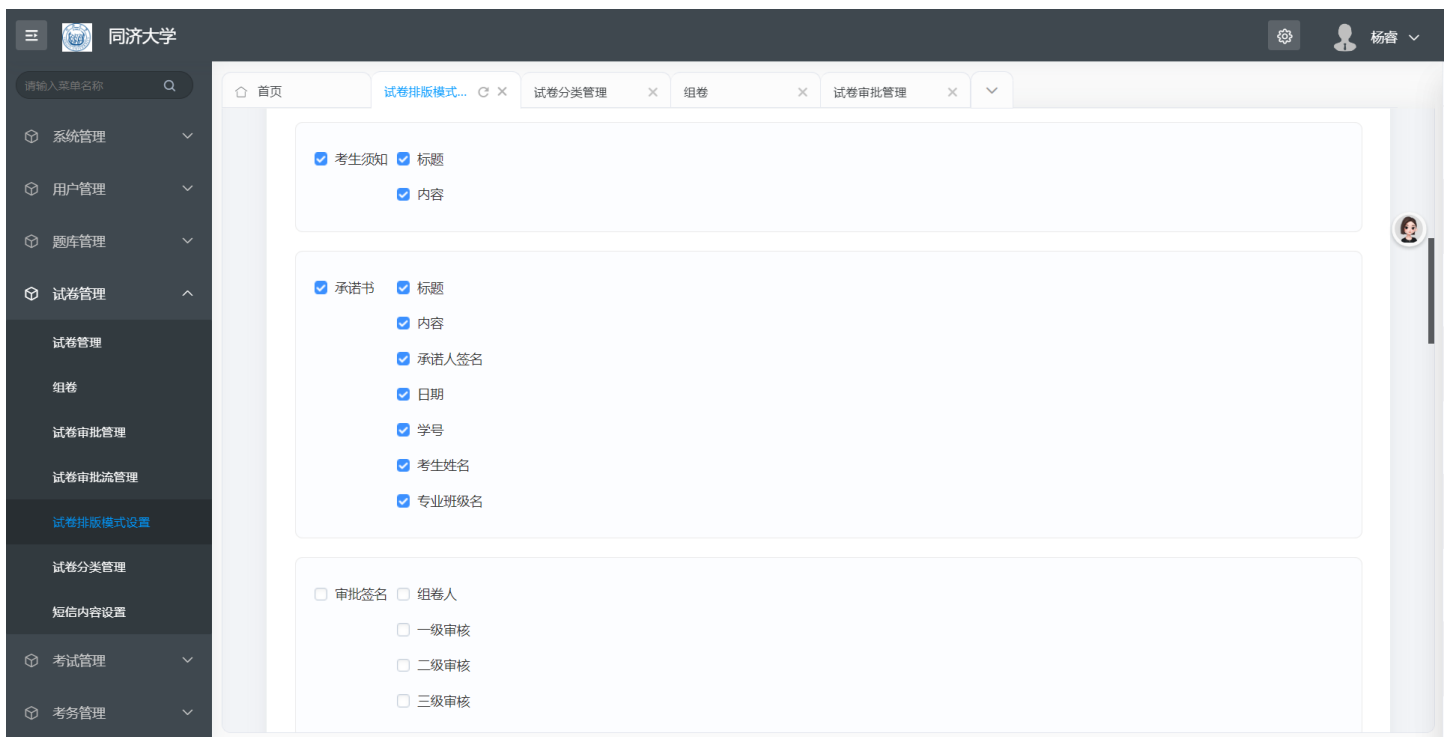 同济大学
杨睿
请输入菜单名称
首页
试卷排版模式...
试卷分类管理
组卷
试卷审批管理
系统管理
用户管理
题库管理
试卷管理
试卷管理
组卷
试卷审批管理
试卷审批流管理
试卷排版模式设置
试卷分类管理
短信内容设置
考试管理
考务管理
考生须知 标题
内容
承诺书 标题
内容
承诺人签名
日期
学号
考生姓名
专业班级名
审批签名 组卷人
一级审核
二级审核
三级审核